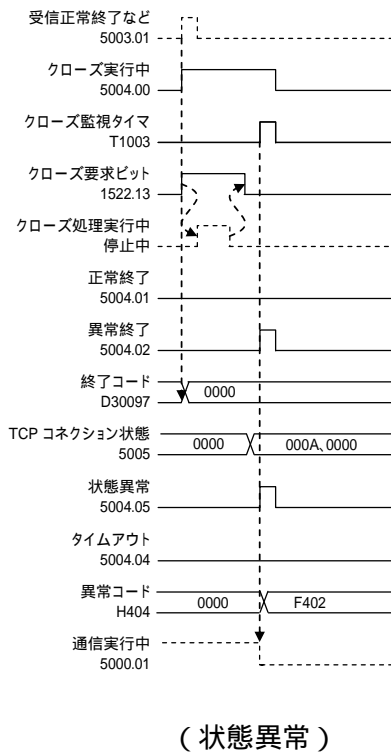 受信正常終了など
5003.01
クローズ実行中
5004.00
クローズ監視タイマ
T1003
クローズ要求ビット
1522.13
クローズ処理実行中
停止中
正常終了
5004.01
異常終了
5004.02
終了コード
D30097
0000
TCP コネクション状態
5005
0000
000A、0000
状態異常
5004.05
タイムアウト
5004.04
異常コード
H404
0000
F402
通信実行中
5000.01
(状態異常)